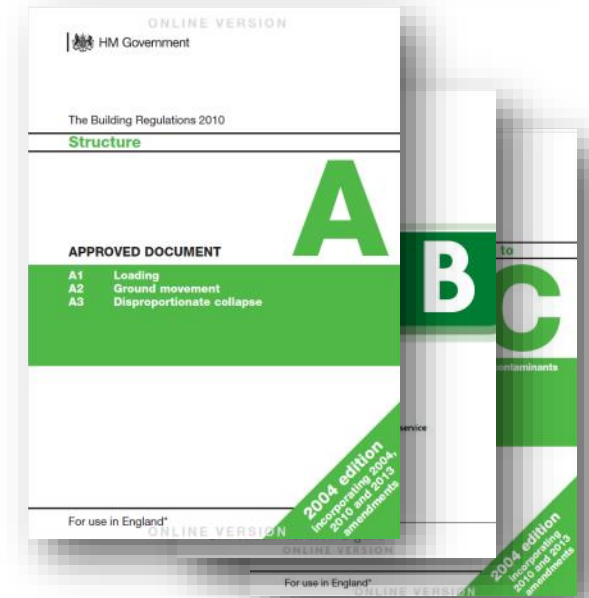 ONLINE VERSION
HM Government
The Building Regulations 2010
Structure
A
APPROVED DOCUMENT
A1 Loading
A2 Ground movement
A3 Disproportionate collapse
2004 edition
incorporating 2004,
2010 and 2013
amendments
For use in England*
ONLINE VERSION
B
service
ONLINE VERSION
to
C
contaminants
2004 edition
incorporating
2010 and 2013
amendments
For use in England*
ONLINE VERSION